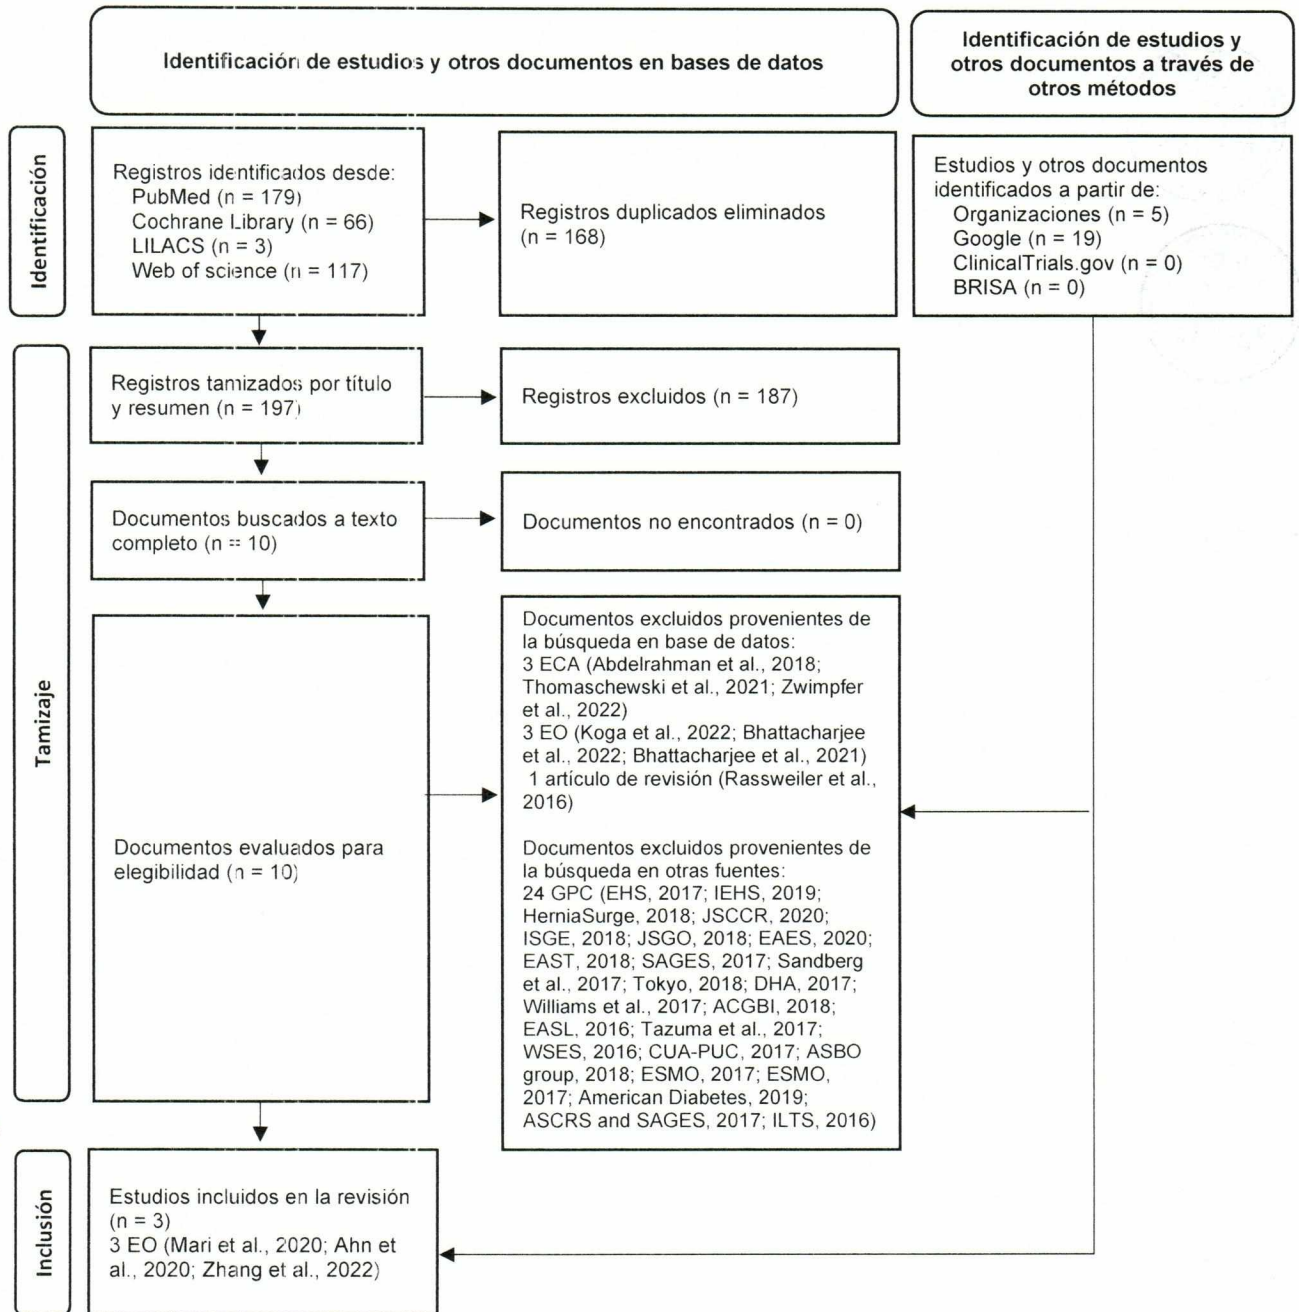 Identificación de estudios y otros documentos en bases de datos
Identificación de estudios y
otros documentos a través de
otros métodos
Identificación
Registros identificados desde:
PubMed (n = 179)
Cochrane Library (n = 66)
LILACS (n = 3)
Web of science (n = 117)
Registros duplicados eliminados
(n = 168)
Estudios y otros documentos
identificados a partir de:
Organizaciones (n = 5)
Google (n = 19)
ClinicalTrials.gov (n = 0)
BRISA (n = 0)
Tamizaje
Registros tamizados por título
y resumen (n = 197)
Registros excluidos (n = 187)
Documentos buscados a texto
completo (n = 10)
Documentos no encontrados (n = 0)
Documentos evaluados para
elegibilidad (n = 10)
Documentos excluidos provenientes de
la búsqueda en base de datos:
3 ECA (Abdelrahman et al., 2018;
Thomaschewski et al., 2021; Zwimpfer
et al., 2022)
3 EO (Koga et al., 2022; Bhattacharjee
et al., 2022; Bhattacharjee et al., 2021)
1 artículo de revisión (Rassweiler et al.,
2016)
Documentos excluidos provenientes de
la búsqueda en otras fuentes:
24 GPC (EHS, 2017; IEHS, 2019;
HerniaSurge, 2018; JSCCR, 2020;
ISGE, 2018; JSGO, 2018; EAES, 2020;
EAST, 2018; SAGES, 2017; Sandberg
et al., 2017; Tokyo, 2018; DHA, 2017;
Williams et al., 2017; ACGBI, 2018;
EASL, 2016; Tazuma et al., 2017;
WSES, 2016; CUA-PUC, 2017; ASBO
group, 2018; ESMO, 2017; ESMO,
2017; American Diabetes, 2019;
ASCRS and SAGES, 2017; ILTS, 2016)
Inclusión
Estudios incluidos en la revisión
(n = 3)
3 EO (Mari et al., 2020; Ahn et
al., 2020; Zhang et al., 2022)